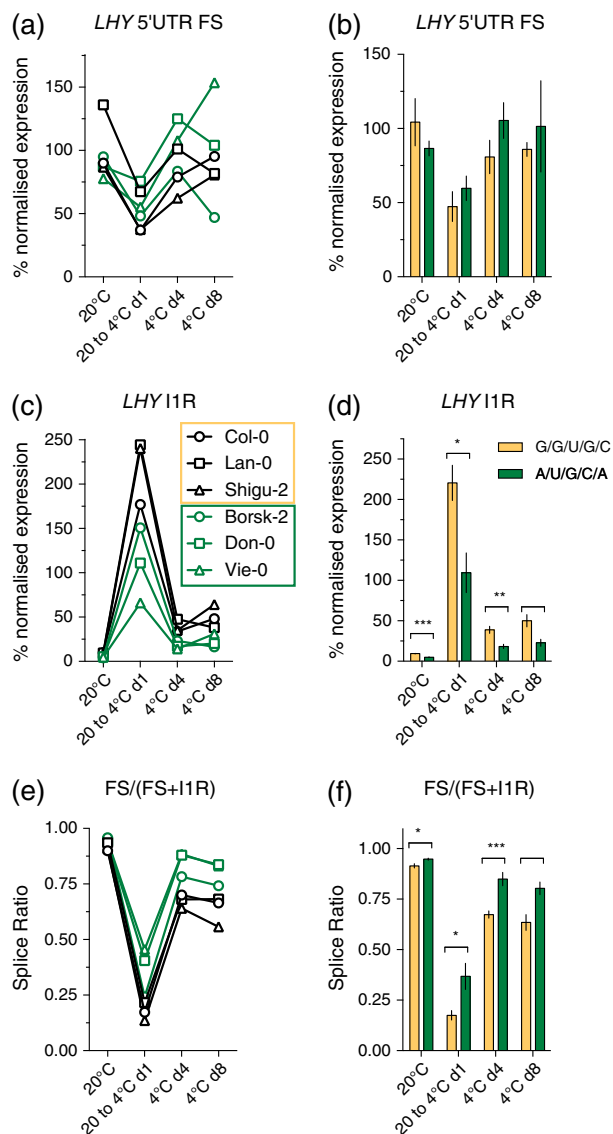 (a)
LHY 5'UTR FS
% normalised expression
150
100
50
0
20°C
20 to 4°C d1
4°C d4
4°C d8
(b)
LHY 5'UTR FS
% normalised expression
150
100
50
0
20°C
20 to 4°C d1
4°C d4
4°C d8
(c)
LHY I1R
% normalised expression
250
200
150
100
50
0
Col-0
Lan-0
Shigu-2
Borsk-2
Don-0
Vie-0
20°C
20 to 4°C d1
4°C d4
4°C d8
(d)
LHY I1R
% normalised expression
250
200
150
100
50
0
***
*
**
G/G/U/G/C
A/U/G/C/A
20°C
20 to 4°C d1
4°C d4
4°C d8
(e)
FS/(FS+I1R)
Splice Ratio
1.00
0.75
0.50
0.25
0.00
20°C
20 to 4°C d1
4°C d4
4°C d8
(f)
FS/(FS+I1R)
Splice Ratio
1.00
0.75
0.50
0.25
0.00
*
*
***
20°C
20 to 4°C d1
4°C d4
4°C d8